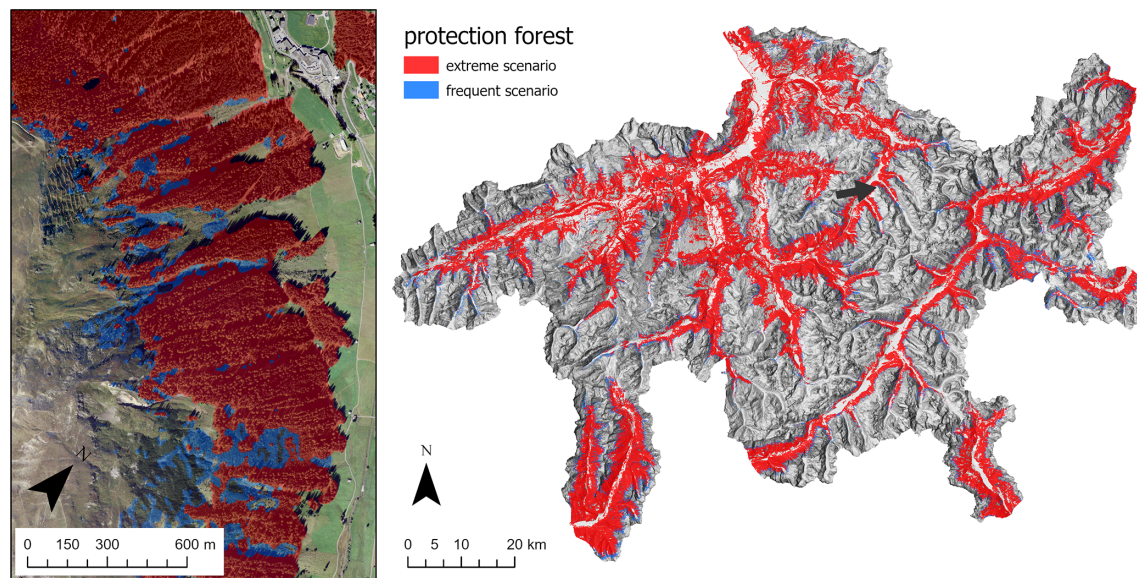 protection forest
extreme scenario
frequent scenario
N
0 150 300 600 m
N
0 5 10 20 km